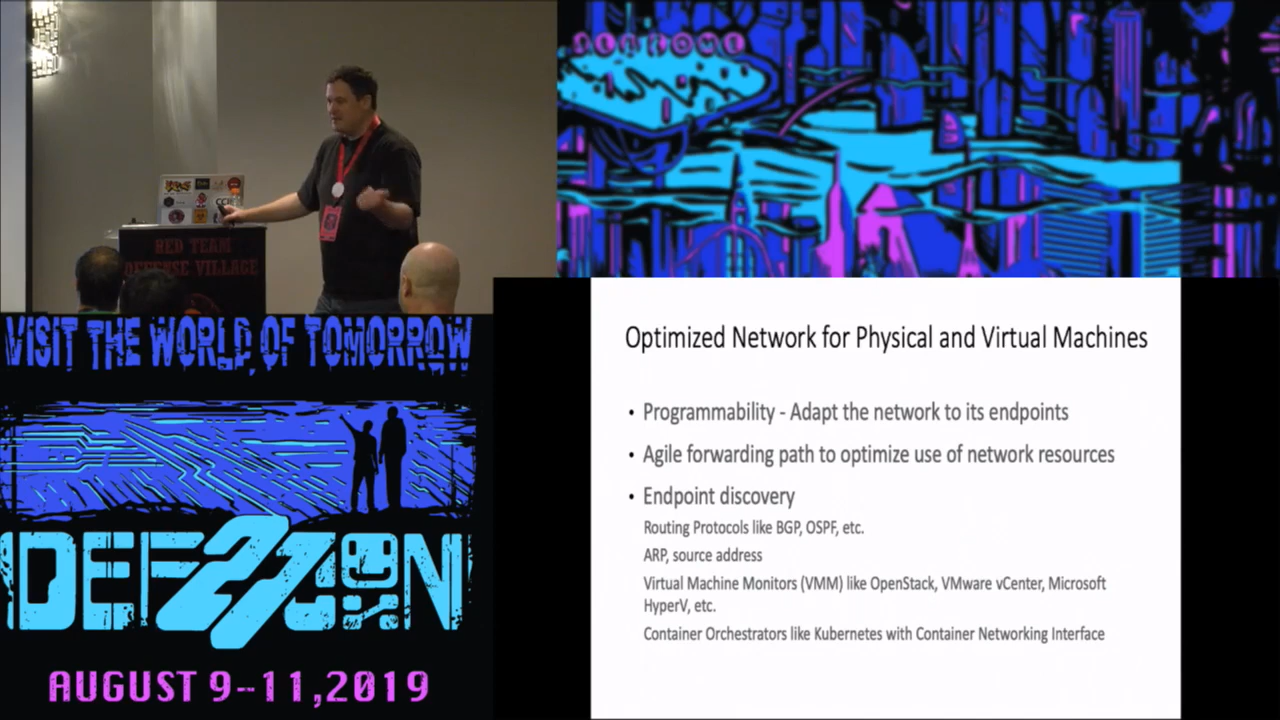 WELCOME
RED TEAM
OFFENSE VILLAGE
VISIT THE WORLD OF TOMORROW
DEF27CON
AUGUST 9-11,2019
Optimized Network for Physical and Virtual Machines
• Programmability - Adapt the network to its endpoints
• Agile forwarding path to optimize use of network resources
• Endpoint discovery
Routing Protocols like BGP, OSPF, etc.
ARP, source address
Virtual Machine Monitors (VMM) like OpenStack, VMware vCenter, Microsoft
HyperV, etc.
Container Orchestrators like Kubernetes with Container Networking Interface